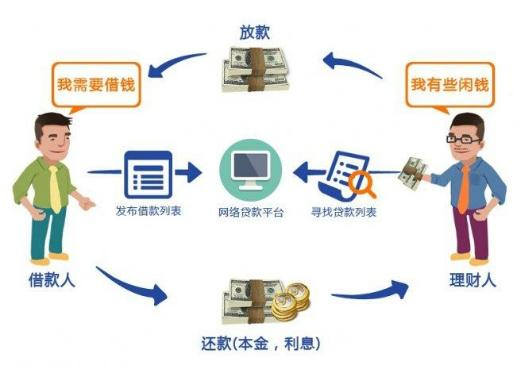 放款
我需要借钱
我有些闲钱
发布借款列表
网络贷款平台
寻找贷款列表
借款人
理财人
还款(本金，利息)